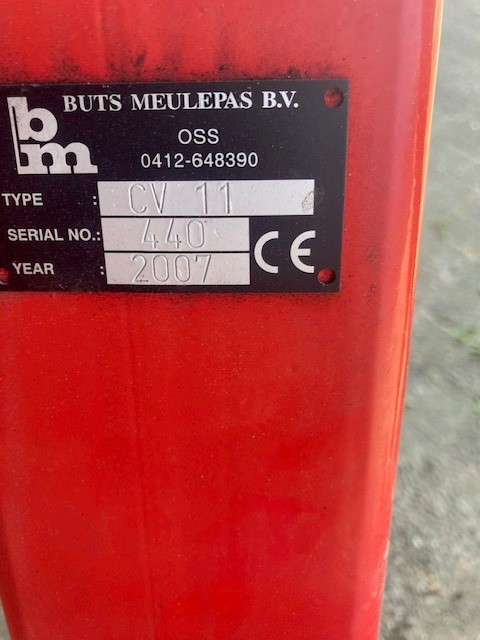 bm
BUTS MEULEPAS B.V.
OSS
0412-648390
TYPE : CV 11
SERIAL NO.: 440
YEAR : 2007
CE